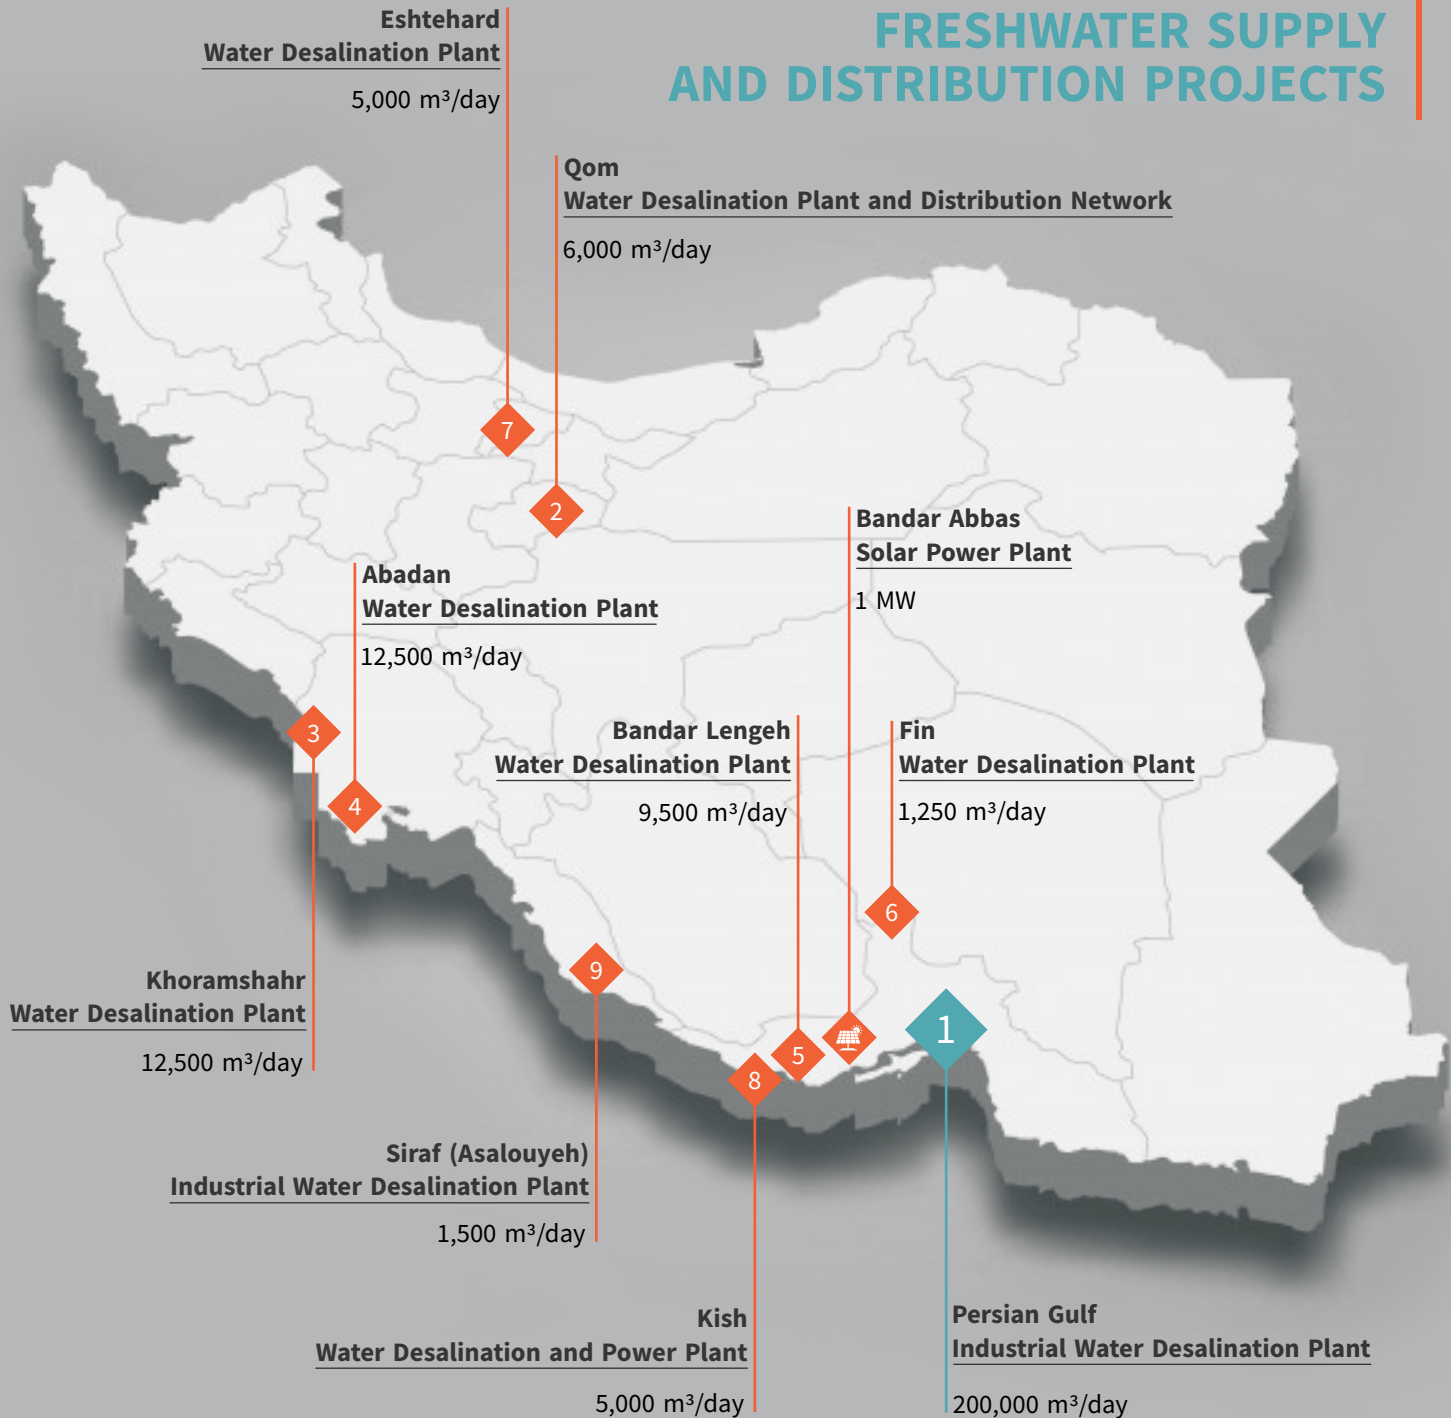 FRESHWATER SUPPLY
AND DISTRIBUTION PROJECTS
Eshtehard
Water Desalination Plant
5,000 m³/day
Qom
Water Desalination Plant and Distribution Network
6,000 m³/day
7
2
Bandar Abbas
Solar Power Plant
1 MW
Abadan
Water Desalination Plant
12,500 m³/day
3
4
Bandar Lengeh
Water Desalination Plant
9,500 m³/day
Fin
Water Desalination Plant
1,250 m³/day
6
9
Khoramshahr
Water Desalination Plant
12,500 m³/day
1
5
8
Siraf (Asalouyeh)
Industrial Water Desalination Plant
1,500 m³/day
Kish
Water Desalination and Power Plant
5,000 m³/day
Persian Gulf
Industrial Water Desalination Plant
200,000 m³/day